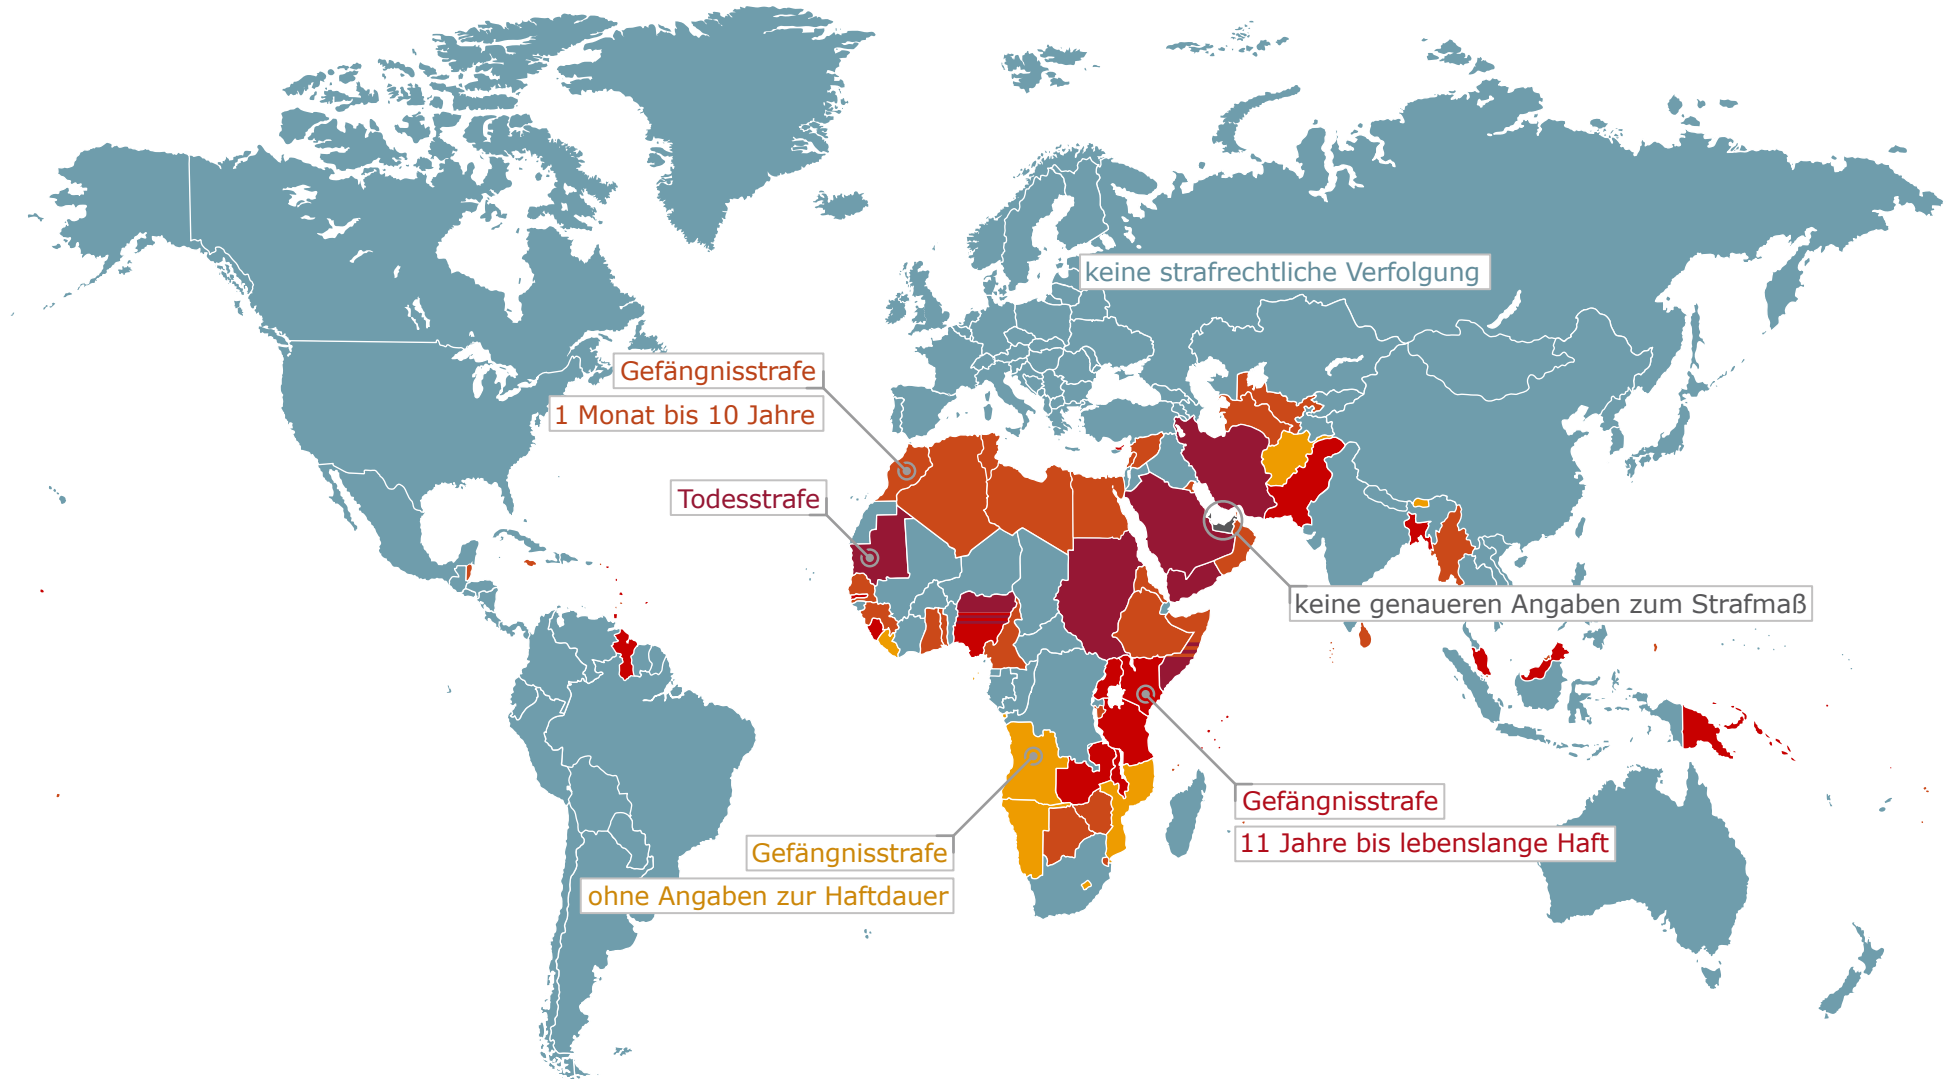 keine strafrechtliche Verfolgung
Gefängnisstrafe
1 Monat bis 10 Jahre
Todesstrafe
keine genaueren Angaben zum Strafmaß
Gefängnisstrafe
11 Jahre bis lebenslange Haft
Gefängnisstrafe
ohne Angaben zur Haftdauer